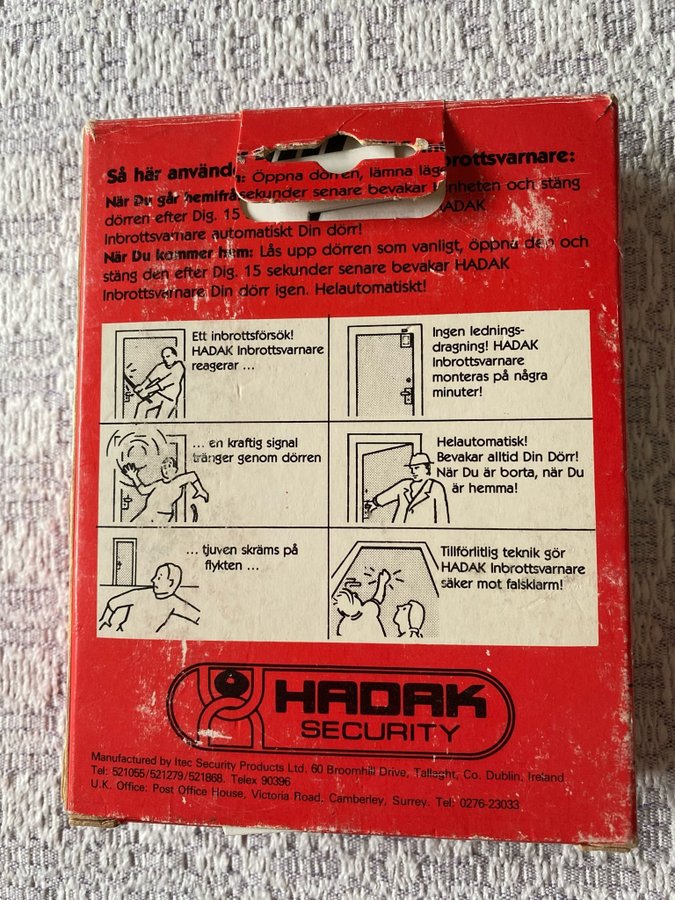 Så här använde
brottsvarnare:
När Du går hemifrå
: Öppna dörren, lämna läg
enheten och stäng
dörren efter Dig. 15
sekunder senare bevakar
HADAK
Inbrottsvarnare automatiskt Din dörr!
När Du kommer hem: Lås upp dörren som vanligt, öppna den och
stäng den efter Dig. 15 sekunder senare bevakar HADAK
Inbrottsvarnare Din dörr igen. Helautomatiskt!
Ett inbrottsförsök!
HADAK Inbrottsvarnare
reagerar ...
Ingen lednings-
dragning! HADAK
Inbrottsvarnare
monteras på några
minuter!
... en kraftig signal
tränger genom dörren
Helautomatisk!
Bevakar alltid Din Dörr!
När Du är borta, när Du
är hemma!
... tjuven skräms på
flykten ...
Tillförlitlig teknik gör
HADAK Inbrottsvarnare
säker mot falsklarm!
HADAK
SECURITY
Manufactured by Itec Security Products Ltd. 60 Broomhill Drive, Tallaght, Co. Dublin, Ireland
Tel: 521055/521279/521868. Telex 90396
U.K. Office: Post Office House, Victoria Road, Camberley, Surrey. Tel: 0276-23033